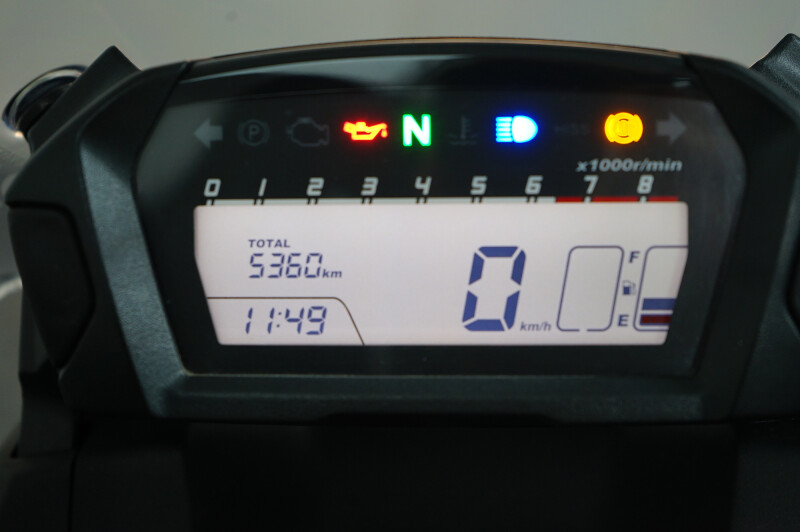 P N
x1000r/min
0 1 2 3 4 5 6 7 8
TOTAL
5360km
11:49
0 km/h
F
E